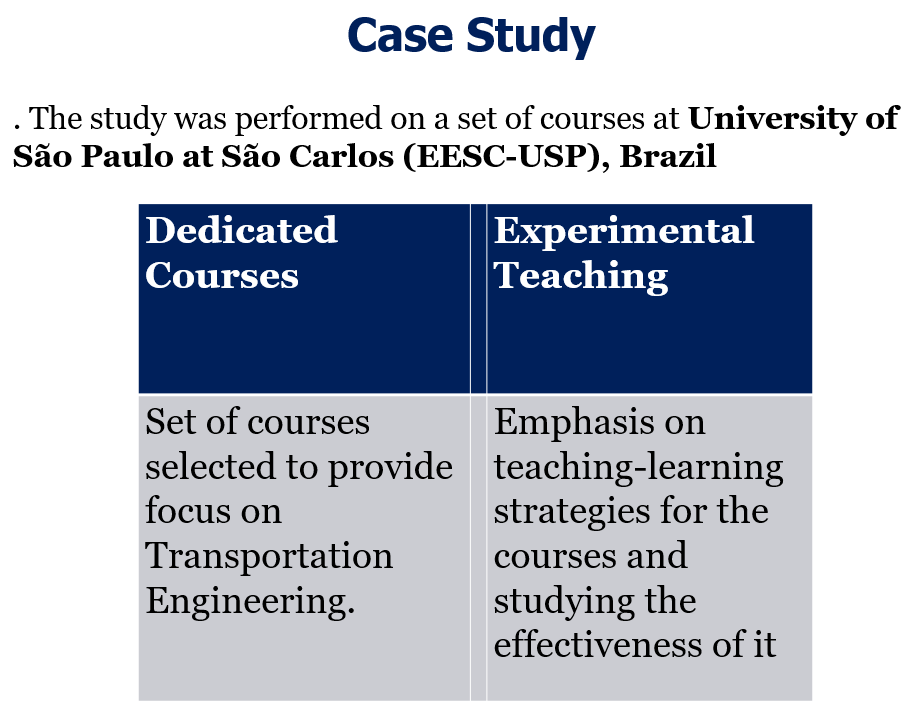 Case Study
. The study was performed on a set of courses at University of
São Paulo at São Carlos (EESC-USP), Brazil
Dedicated
Courses
Experimental
Teaching
Set of courses
selected to provide
focus on
Transportation
Engineering.
Emphasis on
teaching-learning
strategies for the
courses and
studying the
effectiveness of it